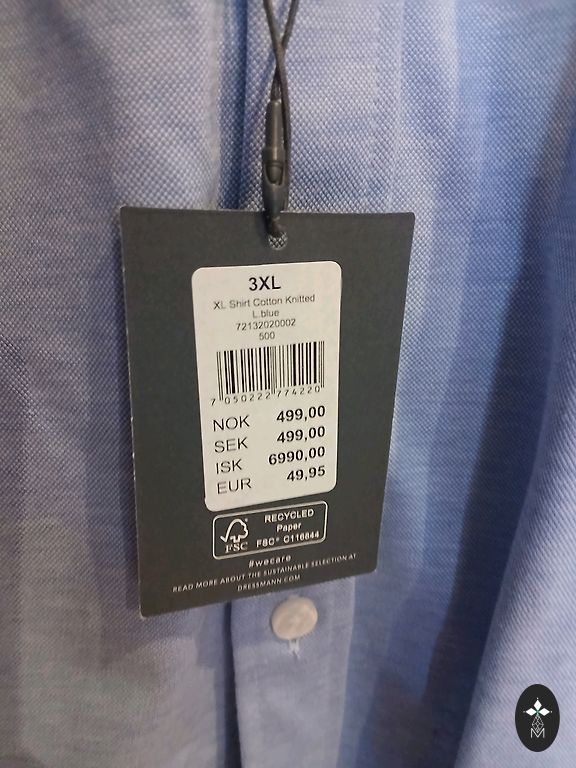 3XL
XL Shirt Cotton Knitted
L.blue
72132020002
500
7 050222 774220
NOK 499,00
SEK 499,00
ISK 6990,00
EUR 49,95
FSC
RECYCLED
Paper
FSC® C116844
#wecare
READ MORE ABOUT THE SUSTAINABLE SELECTION AT
DRESSMANN.COM
M